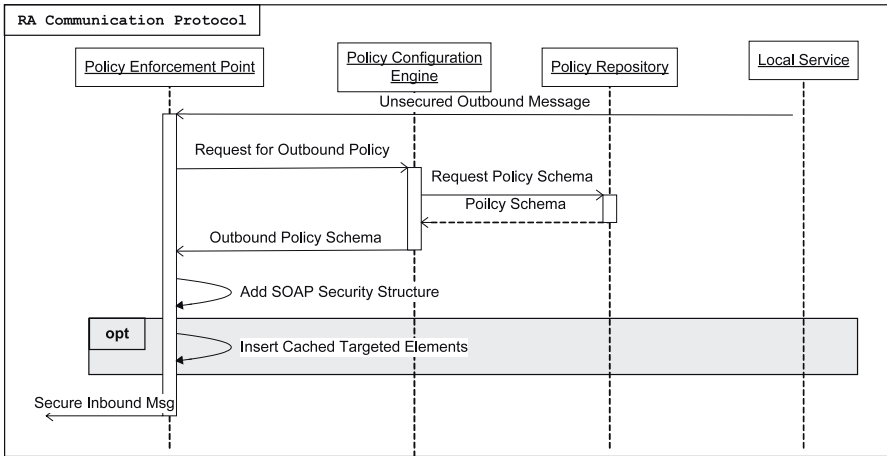 RA Communication Protocol
Policy Enforcement Point
Policy Configuration
Engine
Policy Repository
Local Service
Unsecured Outbound Message
Request for Outbound Policy
Request Policy Schema
Poilcy Schema
Outbound Policy Schema
Add SOAP Security Structure
opt
Insert Cached Targeted Elements
Secure Inbound Msg